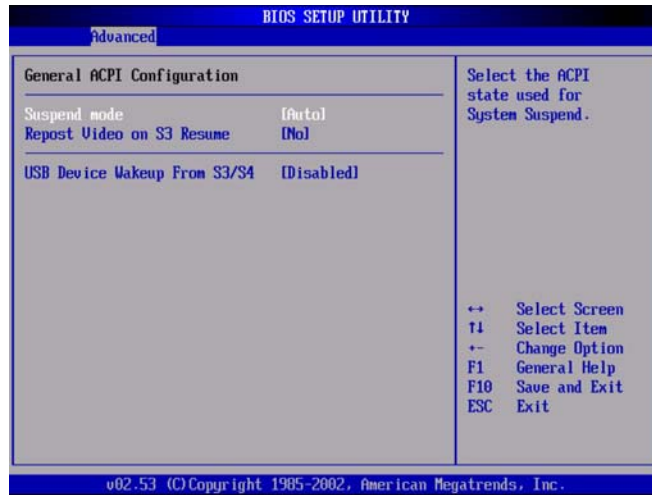 BIOS SETUP UTILITY
Advanced
General ACPI Configuration
Suspend mode [Auto]
Repost Video on S3 Resume [No]
USB Device Wakeup From S3/S4 [Disabled]
Select the ACPI
state used for
System Suspend.
↔ Select Screen
↑↓ Select Item
+- Change Option
F1 General Help
F10 Save and Exit
ESC Exit
v02.53 (C)Copyright 1985-2002, American Megatrends, Inc.